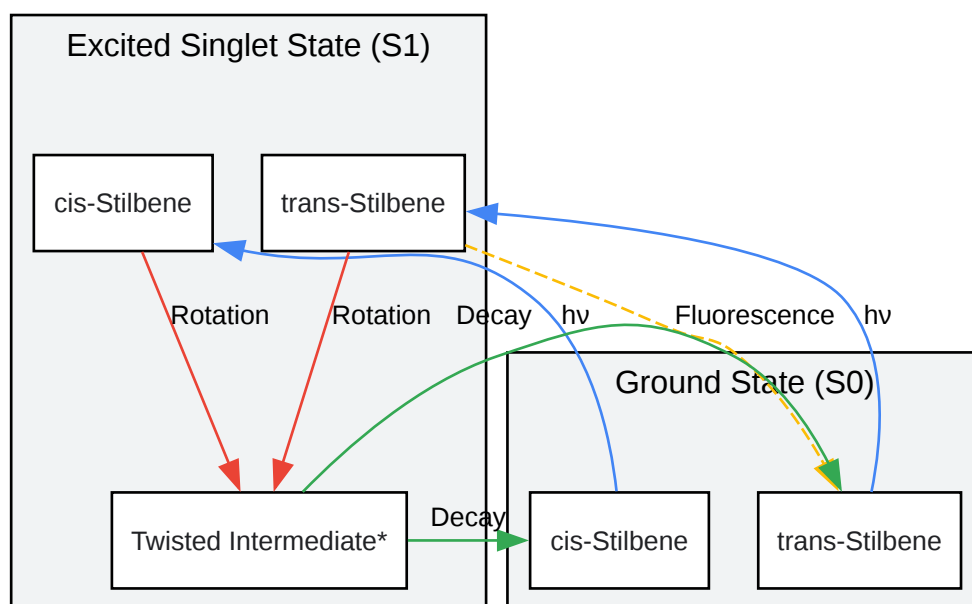 Excited Singlet State (S1)
cis-Stilbene
trans-Stilbene
Rotation
Rotation
Decay
hν
Fluorescence
hν
Ground State (S0)
Twisted Intermediate*
Decay
cis-Stilbene
trans-Stilbene